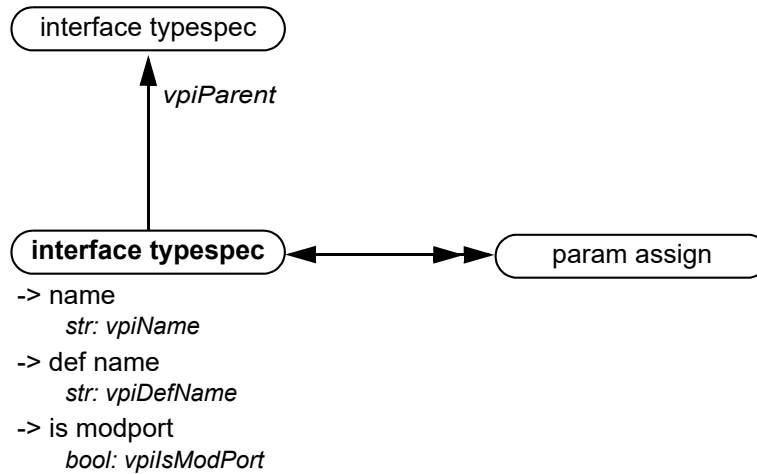 interface typespec
vpiParent
interface typespec
param assign
-> name
str: vpiName
-> def name
str: vpiDefName
-> is modport
bool: vpiIsModPort